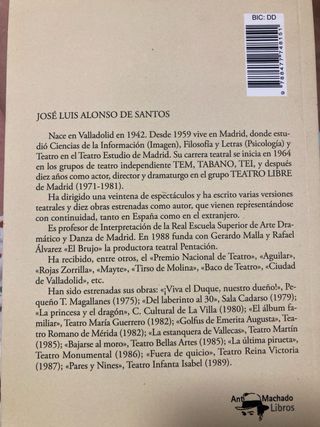 BIC: DD
9 788477 748151
JOSÉ LUIS ALONSO DE SANTOS
Nace en Valladolid en 1942. Desde 1959 vive en Madrid, donde estu-
dió Ciencias de la Información (Imagen), Filosofía y Letras (Psicología) y
Teatro en el Teatro Estudio de Madrid. Su carrera teatral se inicia en 1964
en los grupos de teatro independiente TEM, TABANO, TEI, y después
diez años como actor, director y dramaturgo en el grupo TEATRO LIBRE
de Madrid (1971-1981).
Ha dirigido una veintena de espectáculos y ha escrito varias versiones
teatrales y diez obras estrenadas como autor, que vienen representándose
con continuidad, tanto en España como en el extranjero.
Es profesor de Interpretación de la Real Escuela Superior de Arte Dra-
mático y Danza de Madrid. En 1988 funda con Gerardo Malla y Rafael
Álvarez «El Brujo» la productora teatral Pentación.
Ha recibido, entre otros, el «Premio Nacional de Teatro», «Aguilar»,
«Rojas Zorrilla», «Mayte», «Tirso de Molina», «Baco de Teatro», «Ciudad
de Valladolid», etc.
Han sido estrenadas sus obras: «¡Viva el Duque, nuestro dueño!», Pe-
queño T. Magallanes (1975); «Del laberinto al 30», Sala Cadarso (1979);
«La princesa y el dragón», C. Cultural de La Villa (1980); «El álbum fa-
miliar», Teatro María Guerrero (1982); «Golfus de Emerita Augusta», Tea-
tro Romano de Mérida (1982); «La estanquera de Vallecas», Teatro Martín
(1985); «Bajarse al moro», Teatro Bellas Artes (1985); «La última pirueta»,
Teatro Monumental (1986); «Fuera de quicio», Teatro Reina Victoria
(1987); «Pares y Nines», Teatro Infanta Isabel (1989).
Antº Machado
Libros